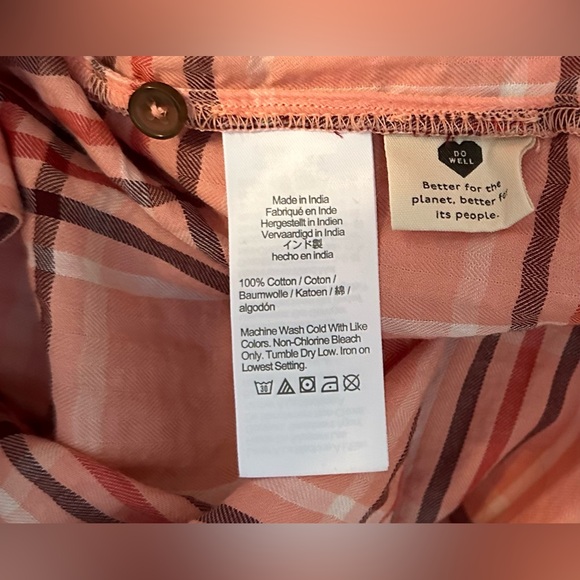 DO
WELL
Better for the
planet, better for
its people.
Made in India
Fabriqué en Inde
Hergestellt in Indien
Vervaardigd in India
インド製
hecho en india
100% Cotton / Coton /
Baumwolle / Katoen / 綿 /
algodón
Machine Wash Cold With Like
Colors. Non-Chlorine Bleach
Only. Tumble Dry Low. Iron on
Lowest Setting.
30